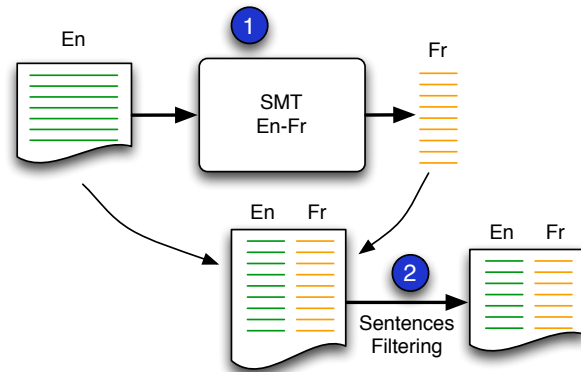 1
En
Fr
SMT
En-Fr
En
Fr
2
En
Fr
Sentences
Filtering